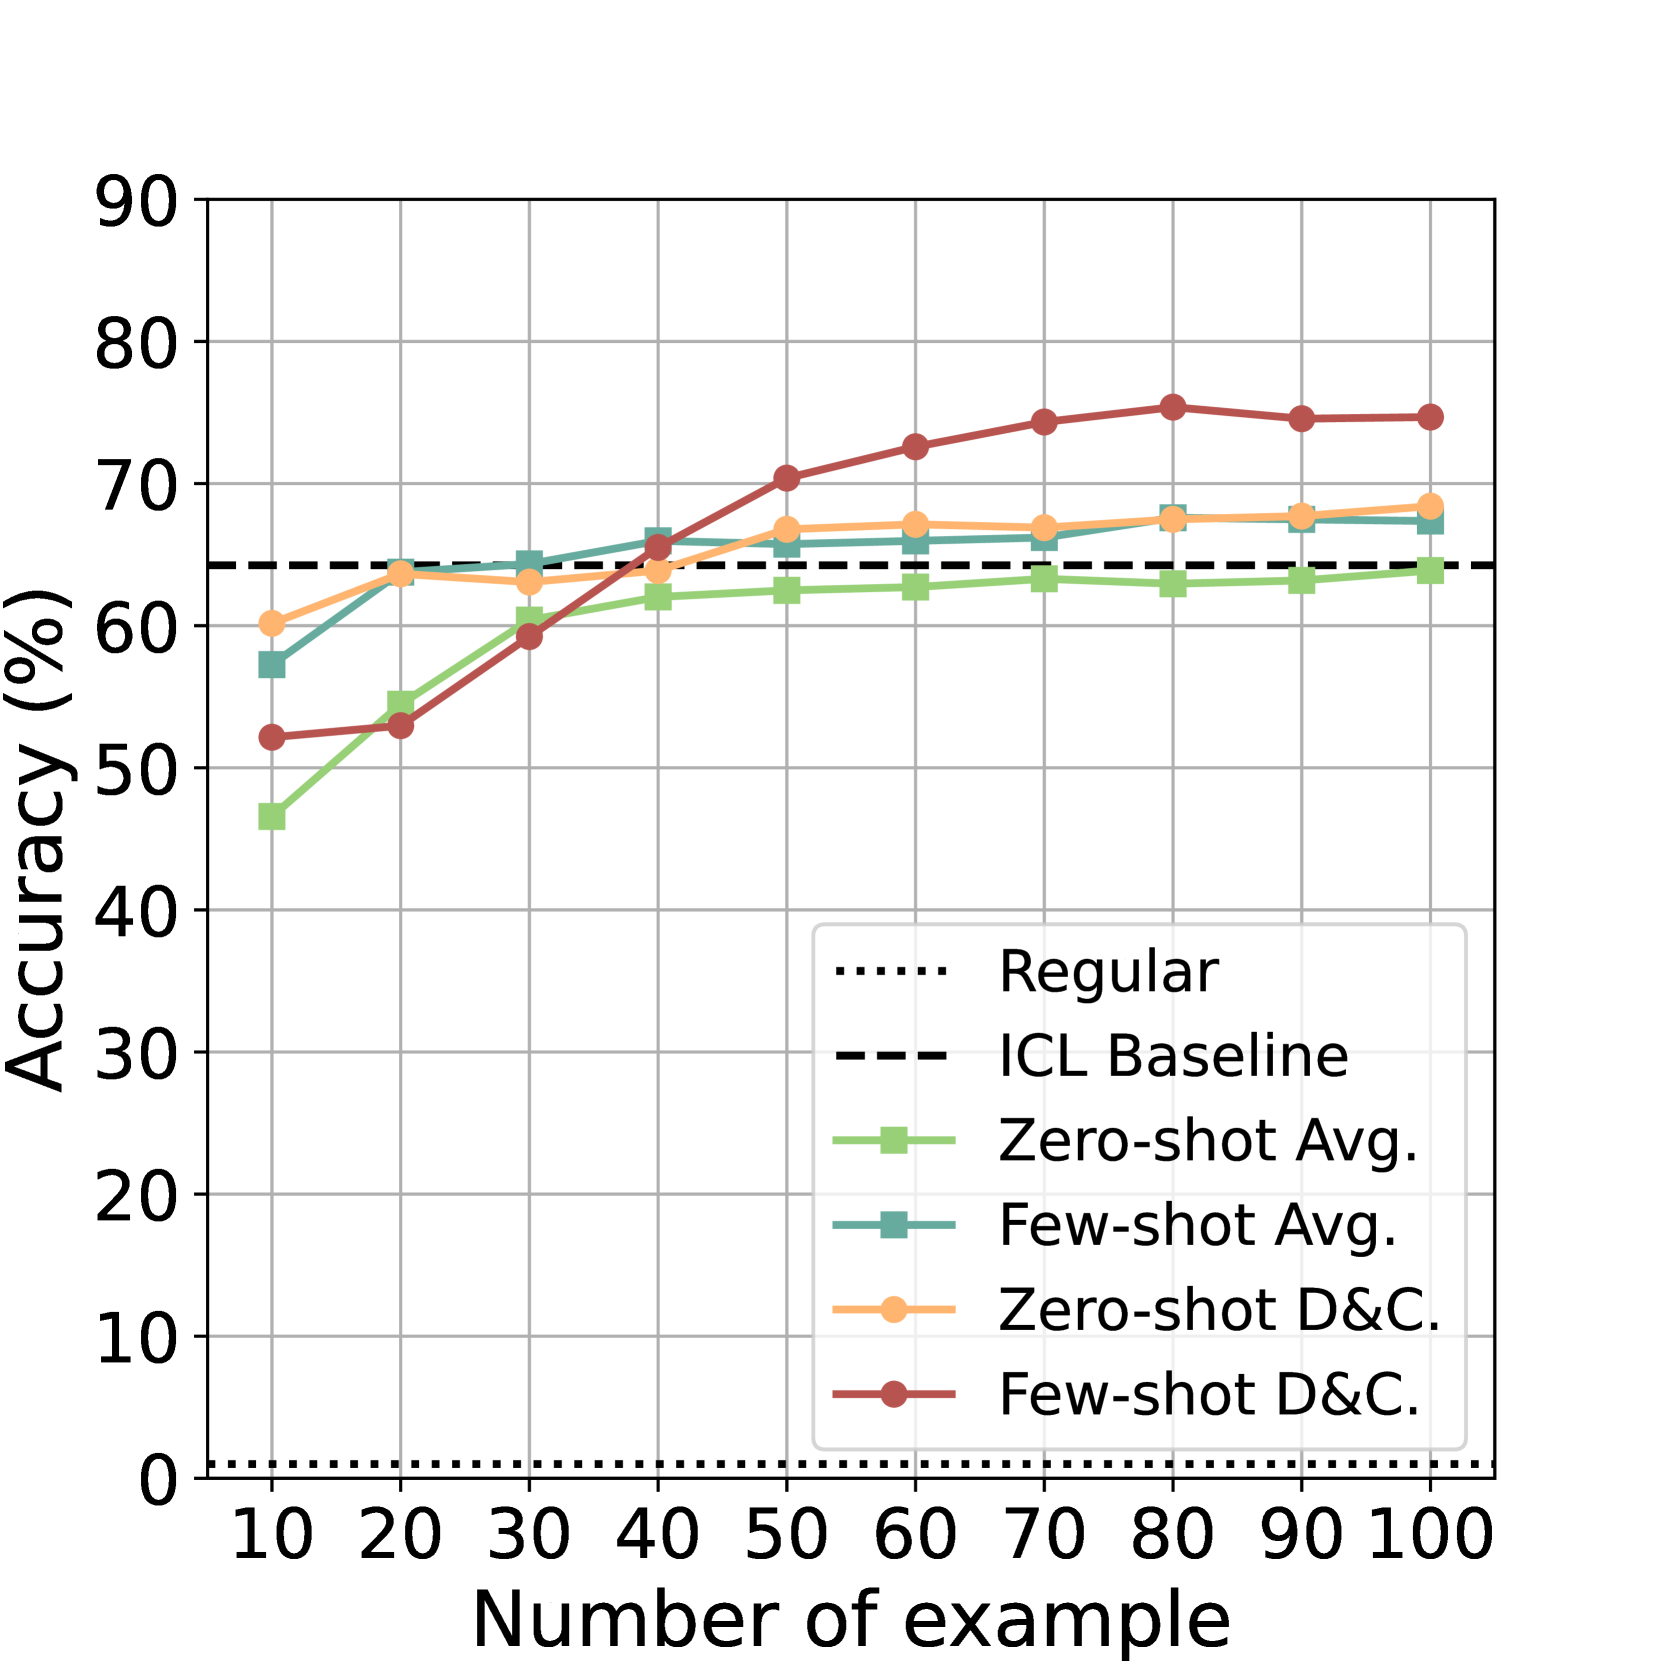 Accuracy (%)
90
80
70
60
50
40
30
20
10
0
Regular
ICL Baseline
Zero-shot Avg.
Few-shot Avg.
Zero-shot D&C.
Few-shot D&C.
10 20 30 40 50 60 70 80 90 100
Number of example